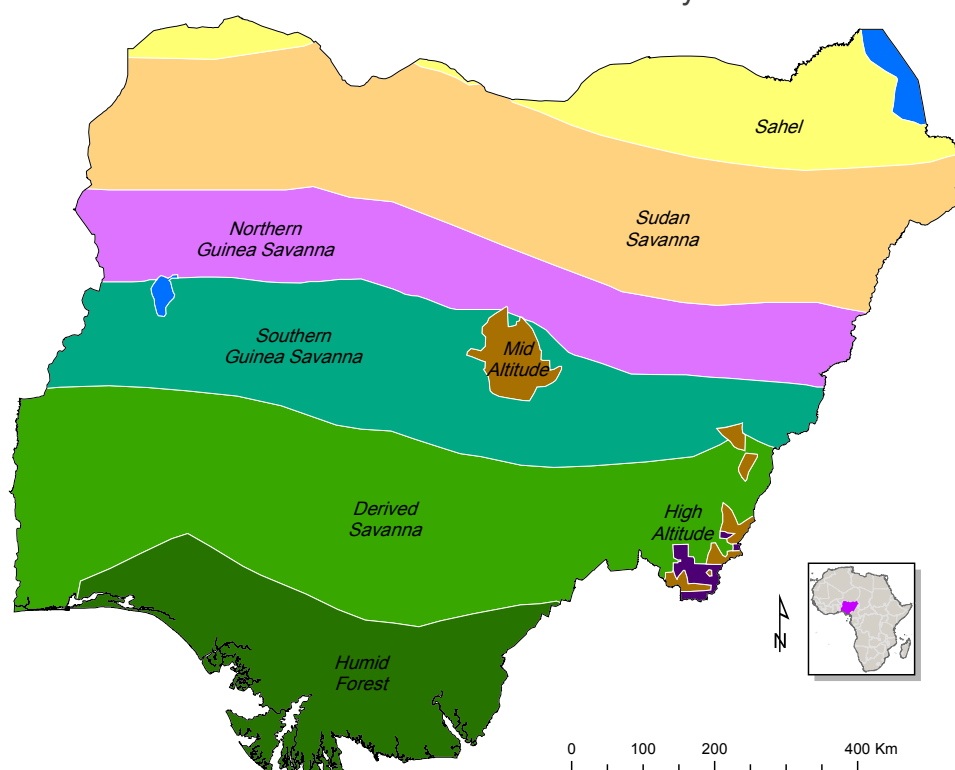 Sahel
Sudan
Savanna
Northern
Guinea Savanna
Southern
Guinea Savanna
Mid
Altitude
Derived
Savanna
High
Altitude
Humid
Forest
N
0 100 200 400 Km